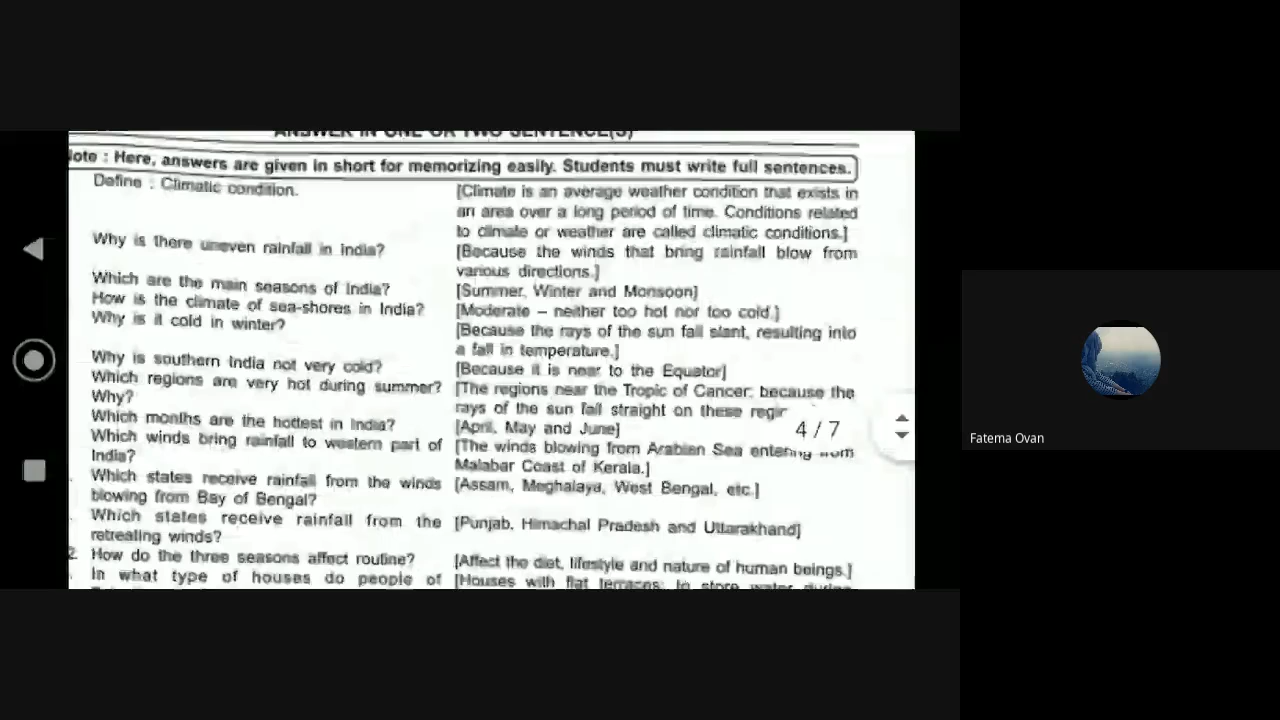 ANSWER IN ONE OR TWO SENTENCE(S)
Note : Here, answers are given in short for memorizing easily. Students must write full sentences.
Define : Climatic condition.
[Climate is an average weather condition that exists in
an area over a long period of time. Conditions related
to climate or weather are called climatic conditions.]
Why is there uneven rainfall in India?
[Because the winds that bring rainfall blow from
various directions.]
Which are the main seasons of India?
[Summer, Winter and Monsoon]
How is the climate of sea-shores in India?
[Moderate – neither too hot nor too cold.]
Why is it cold in winter?
[Because the rays of the sun fall slant, resulting into
a fall in temperature.]
Why is southern India not very cold?
[Because it is near to the Equator]
Which regions are very hot during summer?
Why?
[The regions near the Tropic of Cancer; because the
rays of the sun fall straight on these
Which months are the hottest in India?
[April, May and June]
4 / 7
Which winds bring rainfall to western part of
India?
[The winds blowing from Arabian Sea entering from
Malabar Coast of Kerala.]
Which states receive rainfall from the winds
blowing from Bay of Bengal?
[Assam, Meghalaya, West Bengal, etc.]
Which states receive rainfall from the
retreating winds?
[Punjab, Himachal Pradesh and Uttarakhand]
2. How do the three seasons affect routine?
[Affect the diet, lifestyle and nature of human beings.]
In what type of houses do people of
[Houses with flat terraces; to store water during
Fatema Ovan